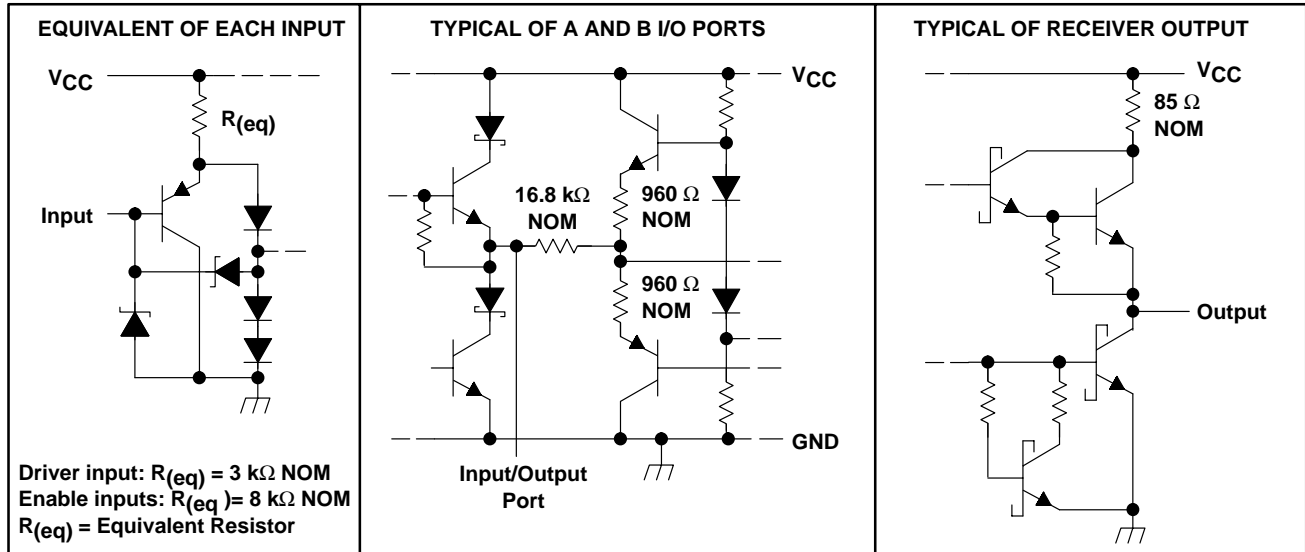 EQUIVALENT OF EACH INPUT
VCC
R(eq)
Input
Driver input: R(eq) = 3 kΩ NOM
Enable inputs: R(eq )= 8 kΩ NOM
R(eq) = Equivalent Resistor
TYPICAL OF A AND B I/O PORTS
VCC
16.8 kΩ
NOM
960 Ω
NOM
960 Ω
NOM
GND
Input/Output
Port
TYPICAL OF RECEIVER OUTPUT
VCC
85 Ω
NOM
Output